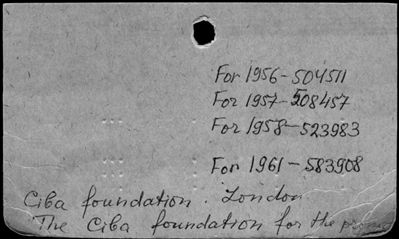 For 1956-504511
For 1957-508457
For 1958-523983
For 1961-583908
Ciba foundation. London
The Ciba foundation for the